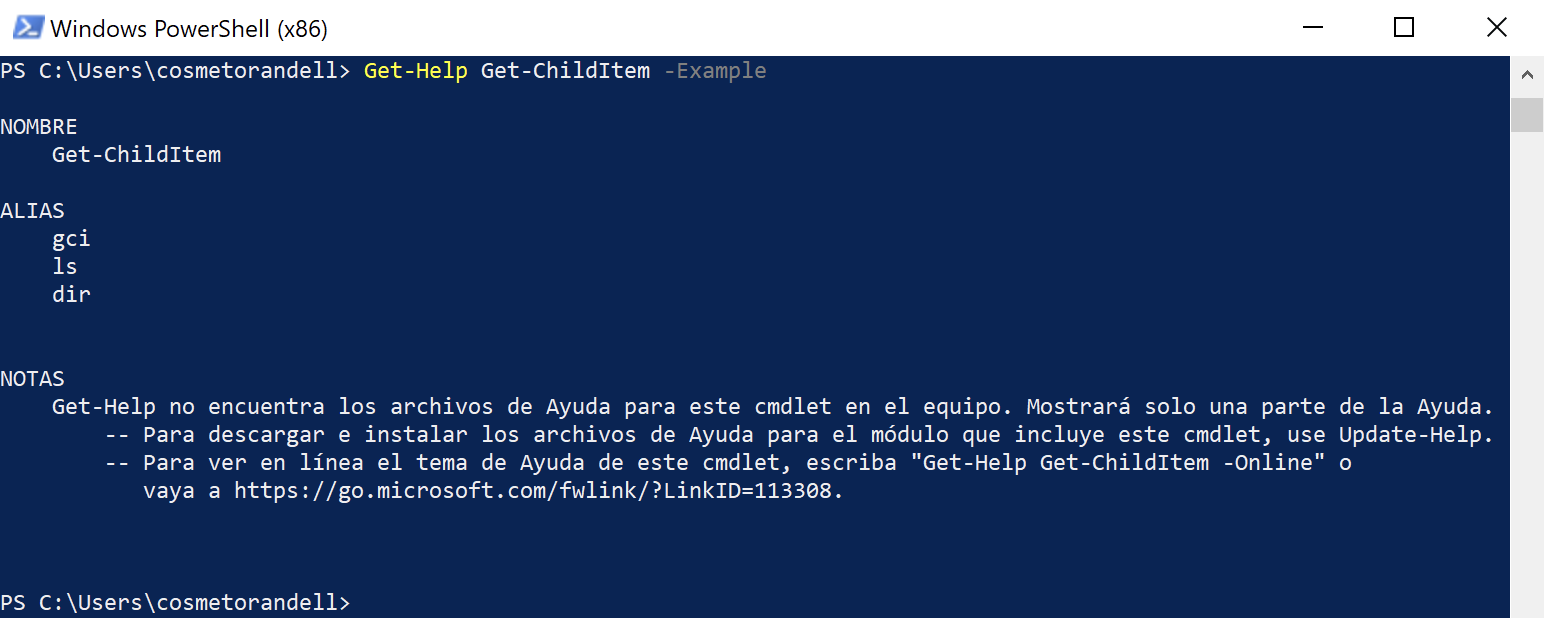 Windows PowerShell (x86)
PS C:\Users\cosmetorandell> Get-Help Get-ChildItem -Example
NOMBRE
Get-ChildItem
ALIAS
gci
ls
dir
NOTAS
Get-Help no encuentra los archivos de Ayuda para este cmdlet en el equipo. Mostrará solo una parte de la Ayuda.
-- Para descargar e instalar los archivos de Ayuda para el módulo que incluye este cmdlet, use Update-Help.
-- Para ver en línea el tema de Ayuda de este cmdlet, escriba "Get-Help Get-ChildItem -Online" o
vaya a https://go.microsoft.com/fwlink/?LinkID=113308.
PS C:\Users\cosmetorandell>